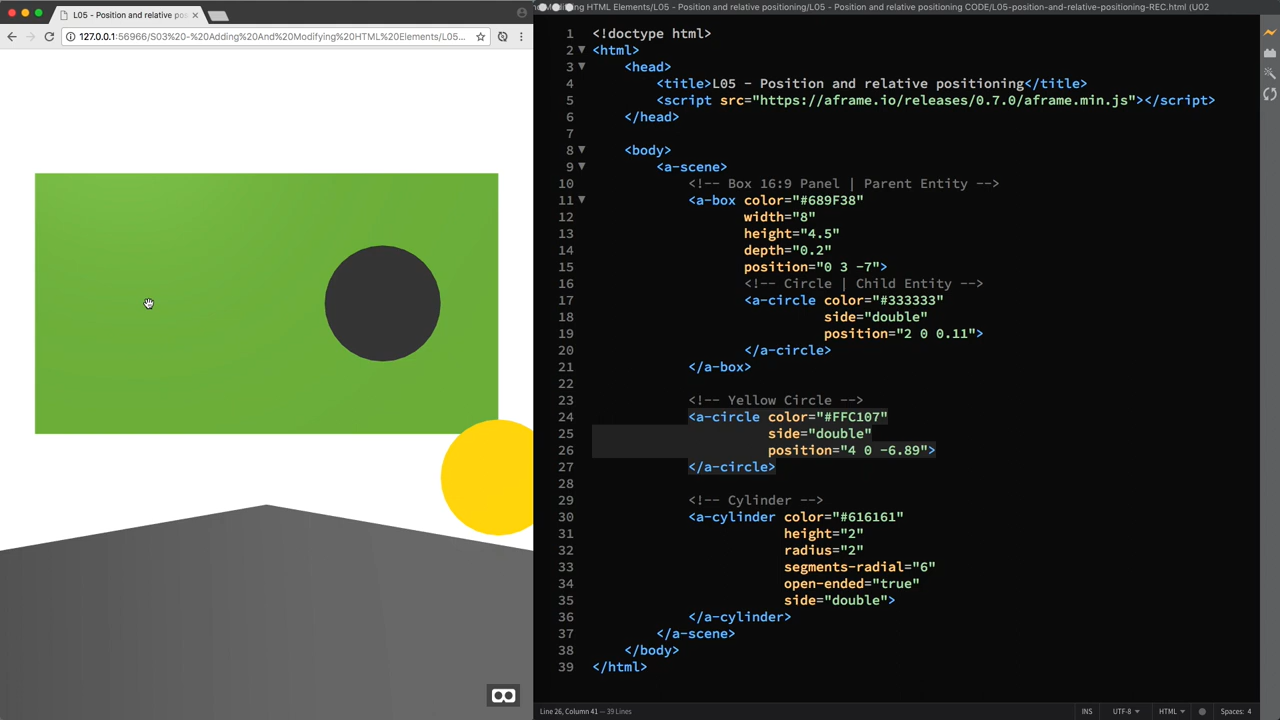 L05 - Position and relative pos
127.0.0.1:56966/S03%20-%20Adding%20And%20Modifying%20HTML%20Elements/L05...
Modifying HTML Elements/L05 - Position and relative positioning/L05 - Position and relative positioning CODE/L05-position-and-relative-positioning-REC.html (U02
1 <!doctype html>
2 <html>
3 <head>
4 <title>L05 - Position and relative positioning</title>
5 <script src="https://aframe.io/releases/0.7.0/aframe.min.js"></script>
6 </head>
7
8 <body>
9 <a-scene>
10 <!-- Box 16:9 Panel | Parent Entity -->
11 <a-box color="#689F38"
12 width="8"
13 height="4.5"
14 depth="0.2"
15 position="0 3 -7">
16 <!-- Circle | Child Entity -->
17 <a-circle color="#333333"
18 side="double"
19 position="2 0 0.11">
20 </a-circle>
21 </a-box>
22
23 <!-- Yellow Circle -->
24 <a-circle color="#FFC107"
25 side="double"
26 position="4 0 -6.89">
27 </a-circle>
28
29 <!-- Cylinder -->
30 <a-cylinder color="#616161"
31 height="2"
32 radius="2"
33 segments-radial="6"
34 open-ended="true"
35 side="double">
36 </a-cylinder>
37 </a-scene>
38 </body>
39 </html>
Line 26, Column 41 — 39 Lines
INS UTF-8 HTML Spaces: 4